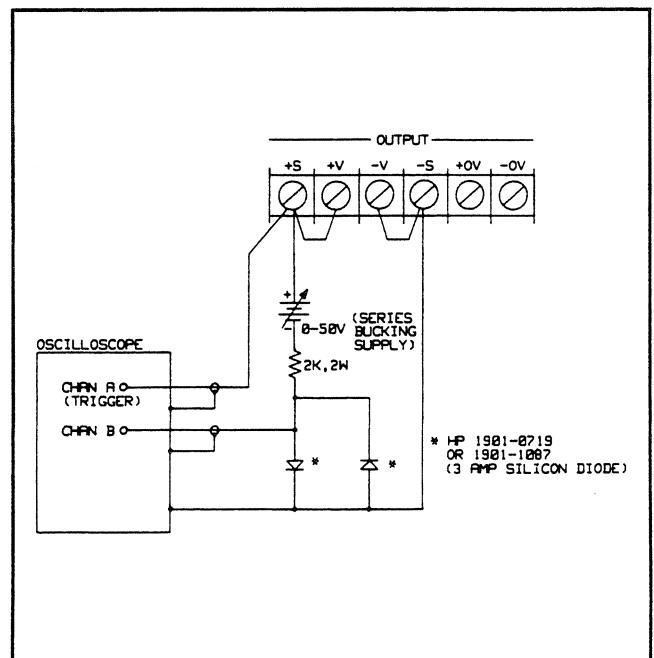 OUTPUT
+S +V -V -S +OV -OV
+
-
0-50V
(SERIES
BUCKING
SUPPLY)
2K,2W
OSCILLOSCOPE
CHAN A
(TRIGGER)
CHAN B
*
*
* HP 1901-0719
OR 1901-1087
(3 AMP SILICON DIODE)